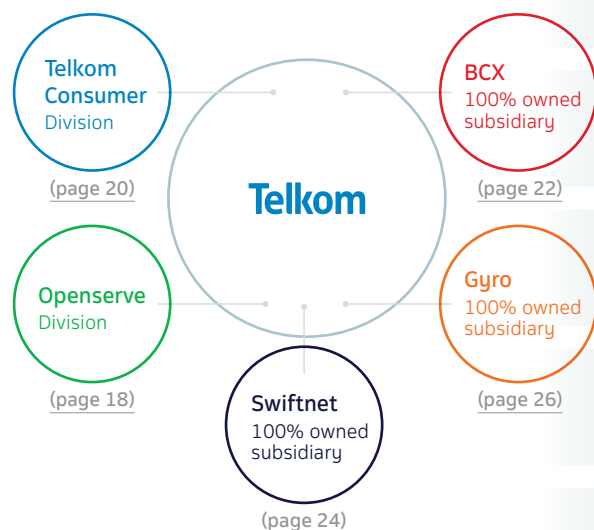 Telkom
Consumer
Division
(page 20)
BCX
100% owned
subsidiary
(page 22)
Telkom
Openserve
Division
(page 18)
Gyro
100% owned
subsidiary
(page 26)
Swiftnet
100% owned
subsidiary
(page 24)